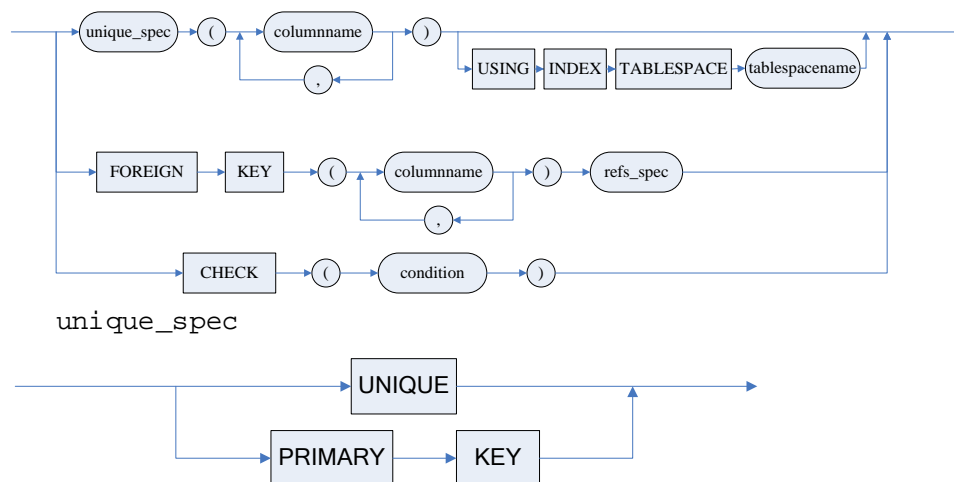 unique_spec ( columnname )
,
USING INDEX TABLESPACE tablespacename
FOREIGN KEY ( columnname ) refs_spec
,
CHECK ( condition )
unique_spec
UNIQUE
PRIMARY KEY